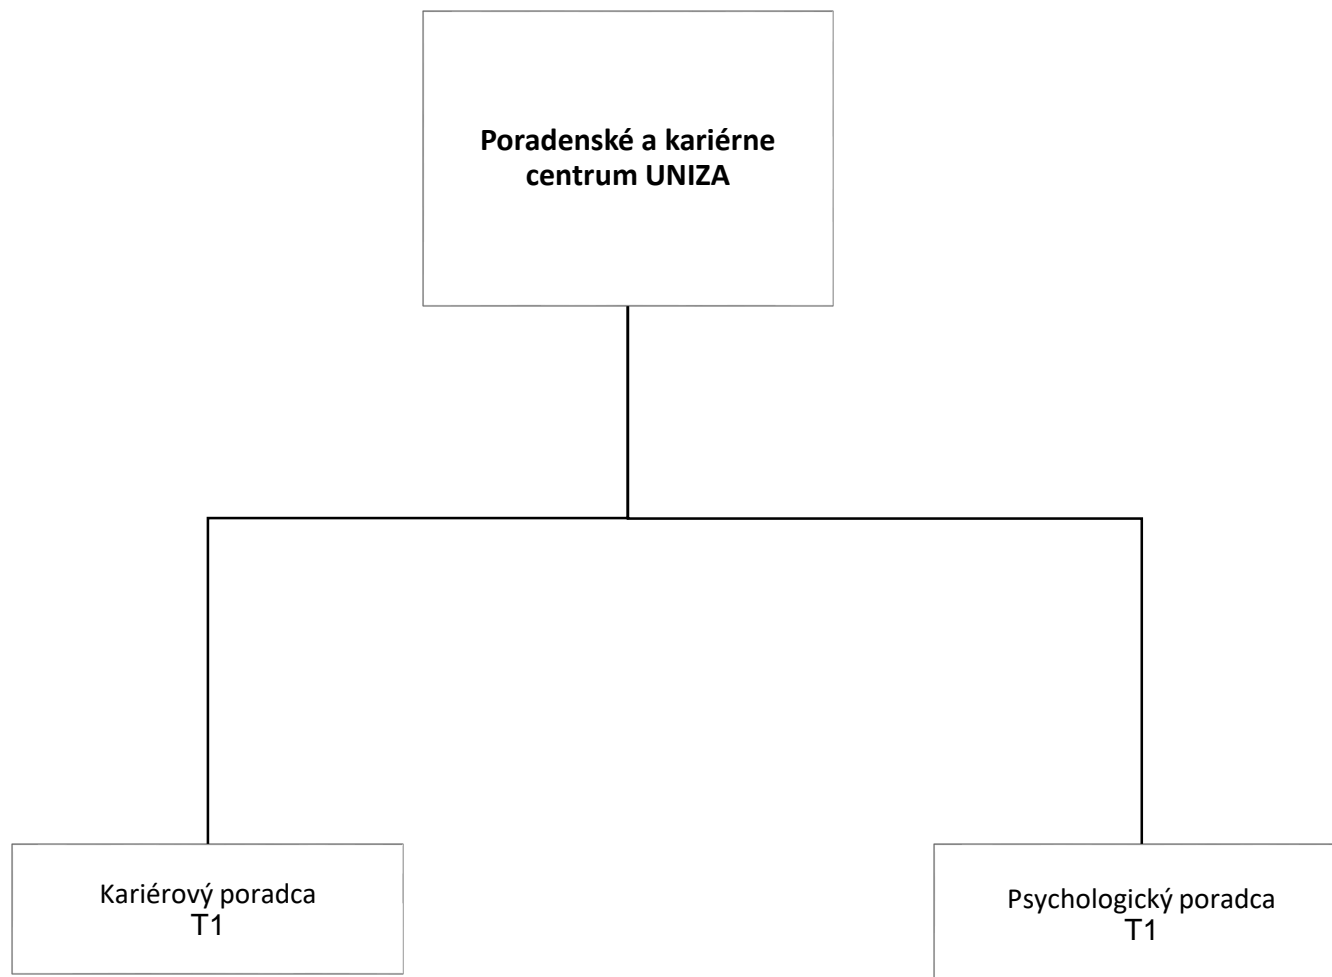 Poradenské a kariérne
centrum UNIZA
Kariérový poradca
T1
Psychologický poradca
T1